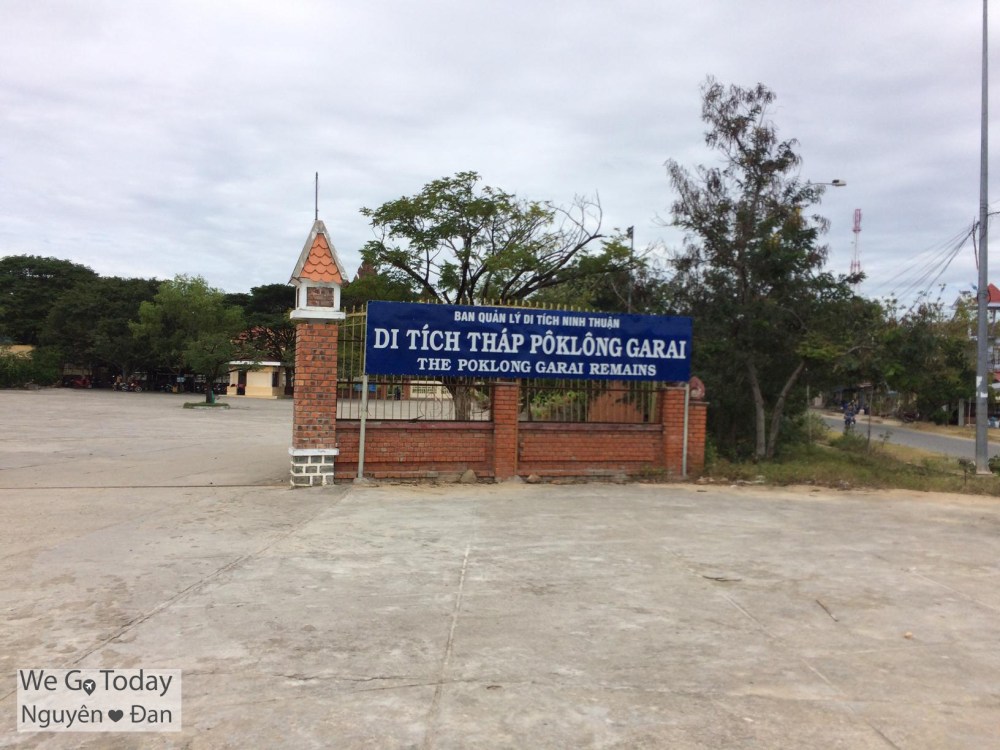 BAN QUẢN LÝ DI TÍCH NINH THUẬN
DI TÍCH THÁP PÔKLÔNG GARAI
THE POKLONG GARAI REMAINS
We Go Today
Nguyên Đan